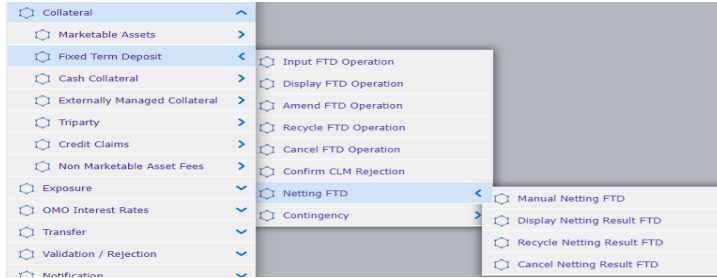 Collateral
Marketable Assets
Fixed Term Deposit
Cash Collateral
Externally Managed Collateral
Triparty
Credit Claims
Non Marketable Asset Fees
Exposure
OMO Interest Rates
Transfer
Validation / Rejection
Notification
Input FTD Operation
Display FTD Operation
Amend FTD Operation
Recycle FTD Operation
Cancel FTD Operation
Confirm CLM Rejection
Netting FTD
Contingency
Manual Netting FTD
Display Netting Result FTD
Recycle Netting Result FTD
Cancel Netting Result FTD